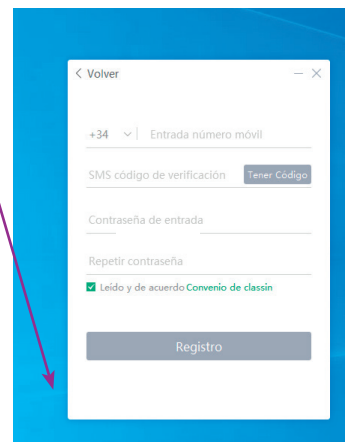 < Volver
+34 Entrada número móvil
SMS código de verificación Tener Código
Contraseña de entrada
Repetir contraseña
Leído y de acuerdo Convenio de classin
Registro